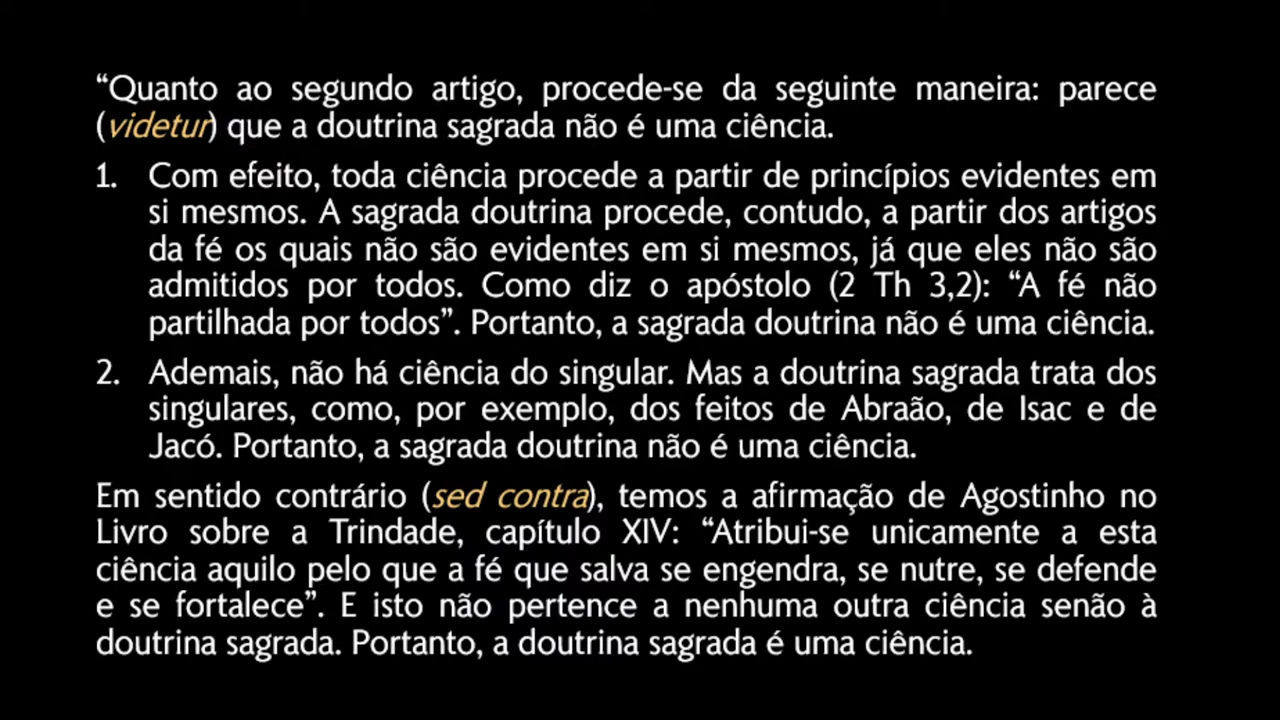 “Quanto ao segundo artigo, procede-se da seguinte maneira: parece
(videtur) que a doutrina sagrada não é uma ciência.
1. Com efeito, toda ciência procede a partir de princípios evidentes em
si mesmos. A sagrada doutrina procede, contudo, a partir dos artigos
da fé os quais não são evidentes em si mesmos, já que eles não são
admitidos por todos. Como diz o apóstolo (2 Th 3,2): “A fé não
partilhada por todos”. Portanto, a sagrada doutrina não é uma ciência.
2. Ademais, não há ciência do singular. Mas a doutrina sagrada trata dos
singulares, como, por exemplo, dos feitos de Abraão, de Isac e de
Jacó. Portanto, a sagrada doutrina não é uma ciência.
Em sentido contrário (sed contra), temos a afirmação de Agostinho no
Livro sobre a Trindade, capítulo XIV: “Atribui-se unicamente a esta
ciência aquilo pelo que a fé que salva se engendra, se nutre, se defende
e se fortalece”. E isto não pertence a nenhuma outra ciência senão à
doutrina sagrada. Portanto, a doutrina sagrada é uma ciência.